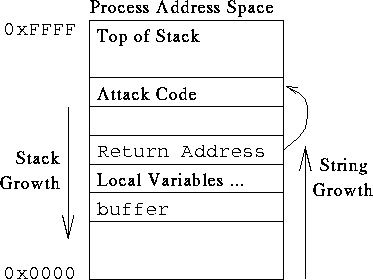 Process Address Space
0xFFFF
Top of Stack
Attack Code
Return Address
Stack
Growth
Local Variables ...
String
Growth
buffer
0x0000